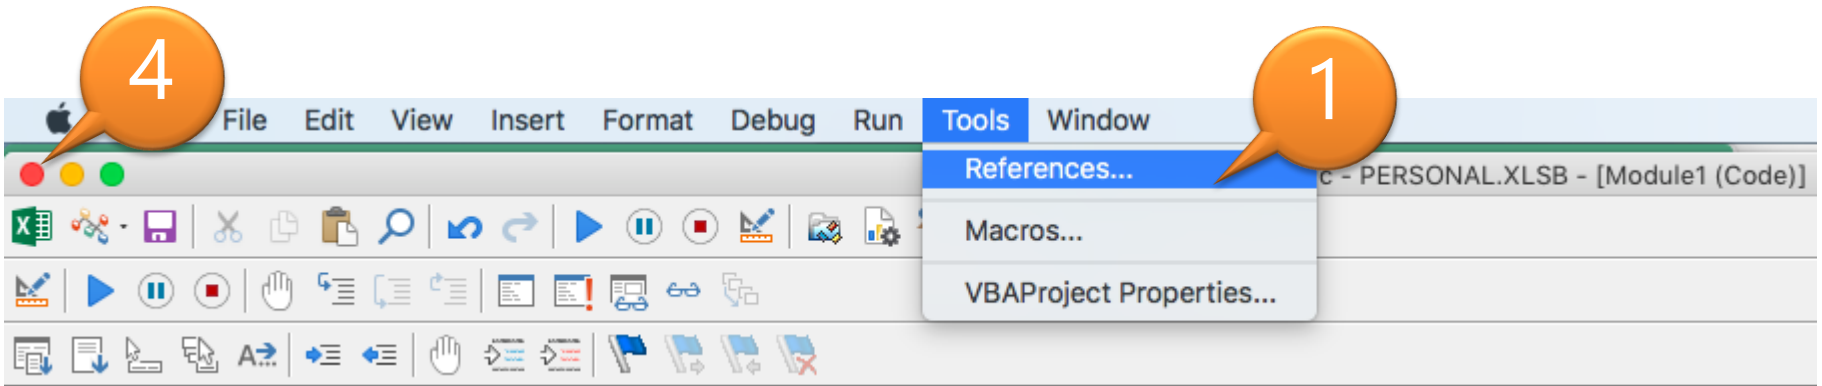 4
1
File Edit View Insert Format Debug Run Tools Window
References...
c - PERSONAL.XLSB - [Module1 (Code)]
Macros...
VBAProject Properties...